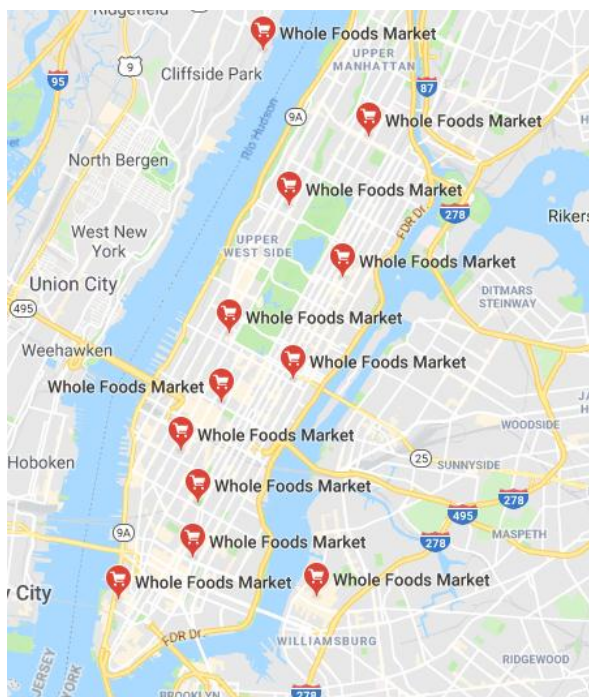 Ridgefield
Whole Foods Market
9
Cliffside Park
UPPER
MANHATTAN
95
87
9A
Whole Foods Market
Rio Hudson
North Bergen
Whole Foods Market
FDR Dr.
278
Rikers
West New
York
UPPER
WEST SIDE
Whole Foods Market
Union City
DITMARS
STEINWAY
495
Whole Foods Market
Weehawken
Whole Foods Market
Whole Foods Market
WOODSIDE
Whole Foods Market
Hoboken
25
SUNNYSIDE
Whole Foods Market
495
278
9A
278
MASPETH
Whole Foods Market
y City
Whole Foods Market
Whole Foods Market
FDR Dr.
WILLIAMSBURG
RIDGEWOOD
JERSEY
YORK
BROOKLYN
278